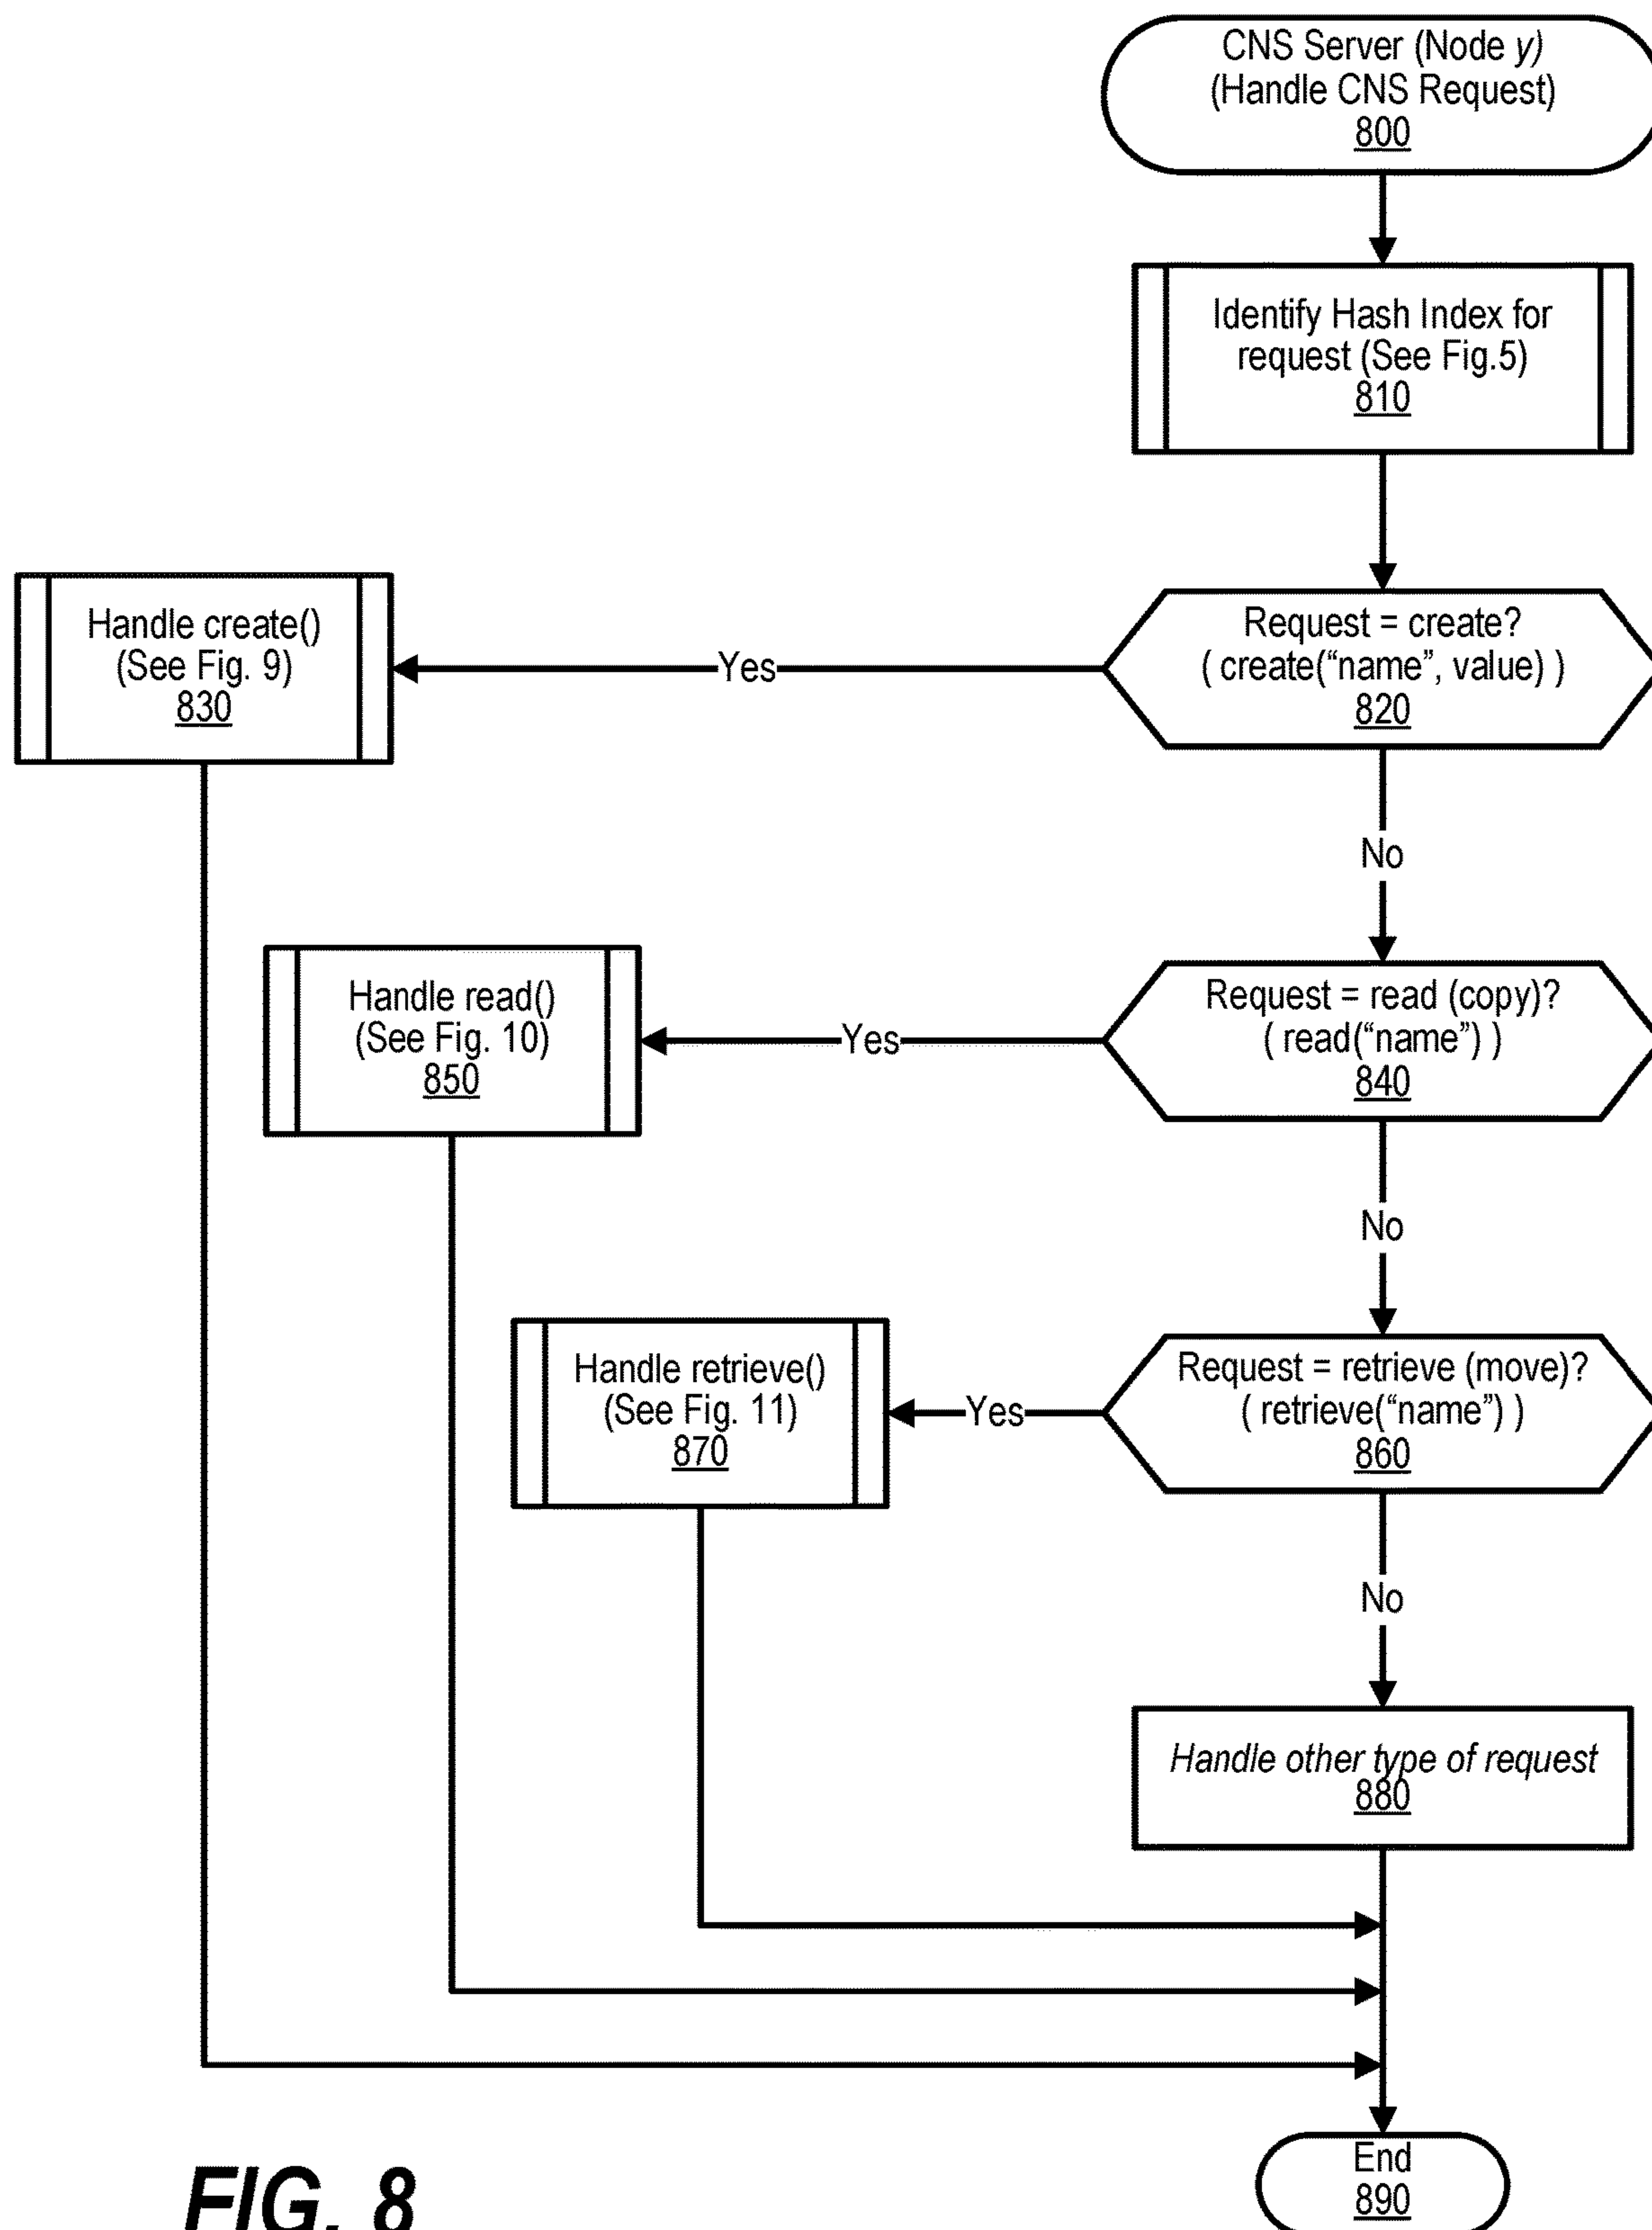 CNS Server (Node y)
(Handle CNS Request)
800
Identify Hash Index for
request (See Fig.5)
810
Handle create()
(See Fig. 9)
830
Yes
Request = create?
( create(“name”, value) )
820
No
Handle read()
(See Fig. 10)
850
Yes
Request = read (copy)?
( read(“name”) )
840
No
Handle retrieve()
(See Fig. 11)
870
Yes
Request = retrieve (move)?
( retrieve(“name”) )
860
No
Handle other type of request
880
End
890
FIG. 8